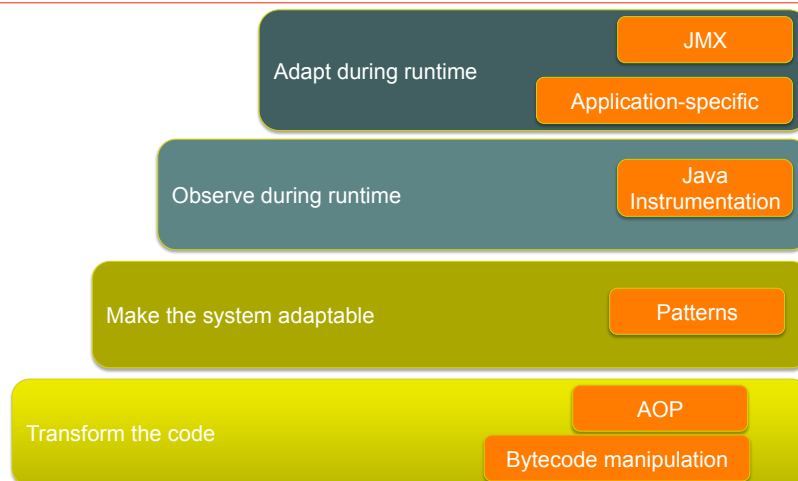 JMX
Adapt during runtime
Application-specific
Java
Instrumentation
Observe during runtime
Patterns
Make the system adaptable
AOP
Transform the code
Bytecode manipulation